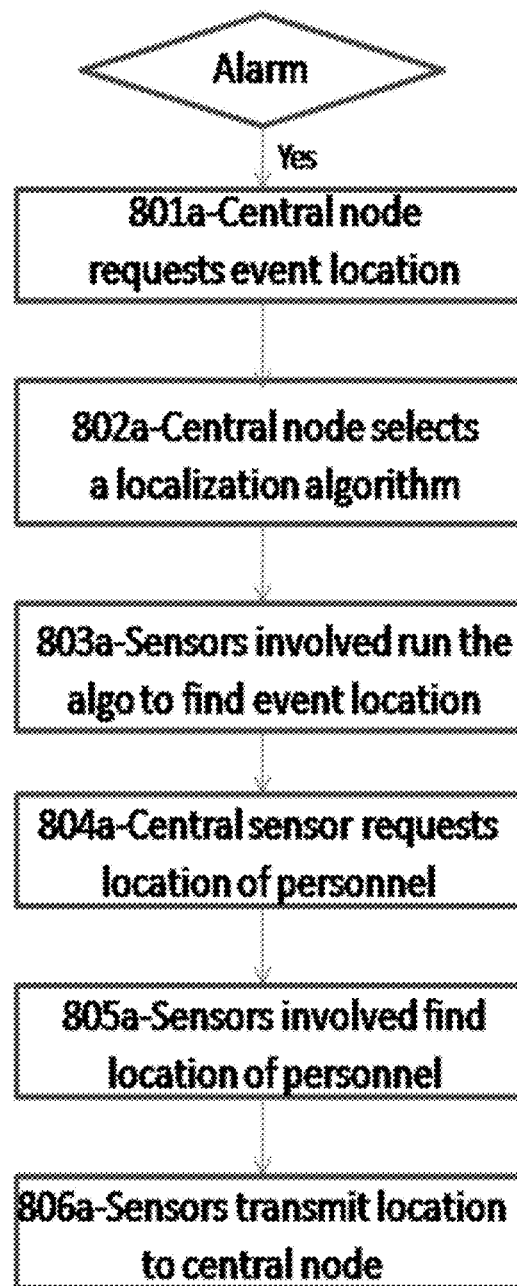 Alarm
Yes
801a-Central node
requests event location
802a-Central node selects
a localization algorithm
803a-Sensors involved run the
algo to find event location
804a-Central sensor requests
location of personnel
805a-Sensors involved find
location of personnel
806a-Sensors transmit location
to central node